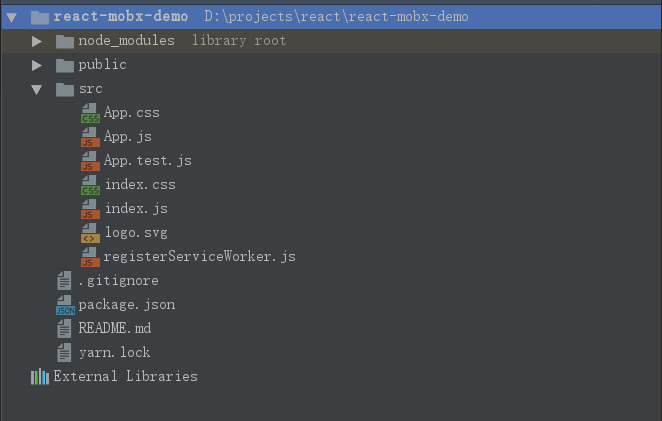 react-mobx-demo D:\projects\react\react-mobx-demo
node_modules library root
public
src
CSS App.css
JS App.js
JS App.test.js
CSS index.css
JS index.js
<> logo.svg
JS registerServiceWorker.js
.gitignore
JSON package.json
README.md
yarn.lock
External Libraries